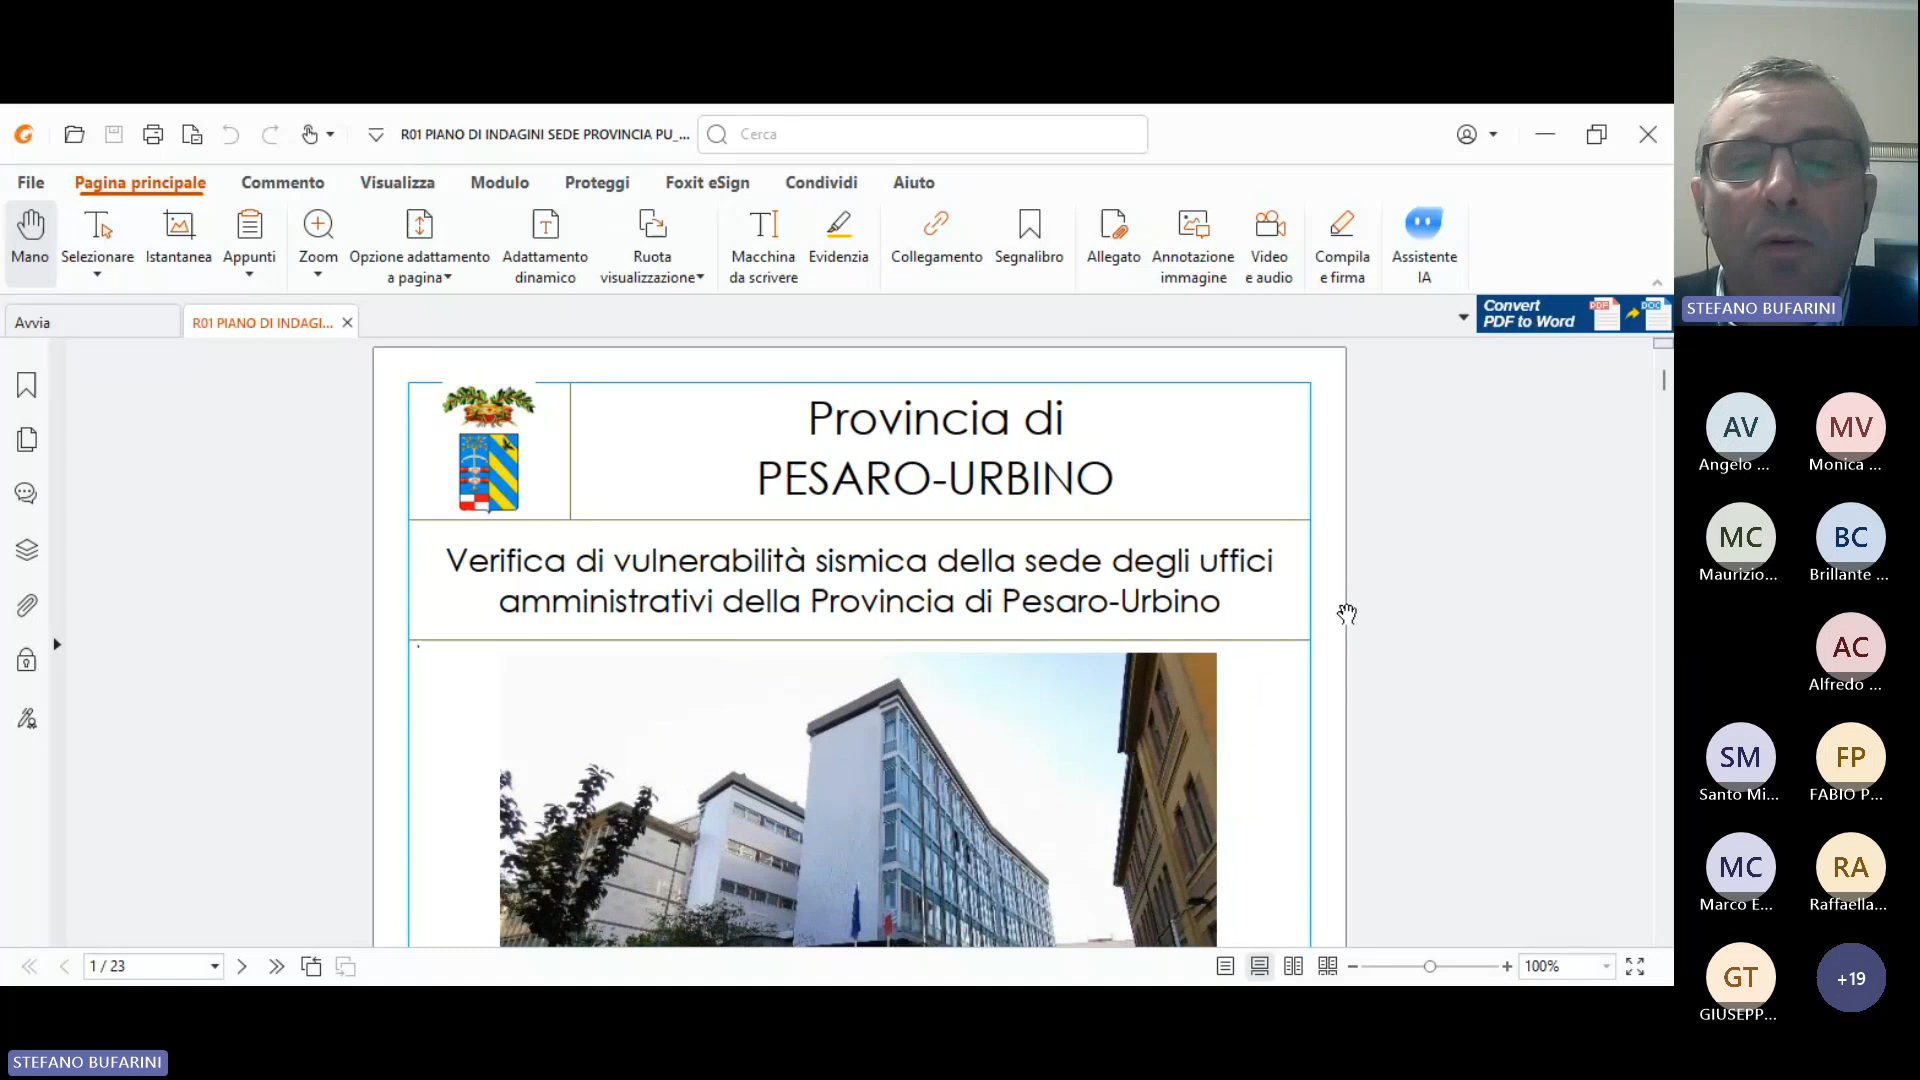 R01 PIANO DI INDAGINI SEDE PROVINCIA PU_...
Cerca
File
Pagina principale
Commento
Visualizza
Modulo
Proteggi
Foxit eSign
Condividi
Aiuto
Mano
Selezionare
Istantanea
Appunti
Zoom
Opzione adattamento
a pagina
Adattamento
dinamico
Ruota
visualizzazione
Macchina
da scrivere
Evidenzia
Collegamento
Segnalibro
Allegato
Annotazione
immagine
Video
e audio
Compila
e firma
Assistente
IA
Avvia
R01 PIANO DI INDAGI...
Convert
PDF to Word
PDF
DOC
Provincia di
PESARO-URBINO
Verifica di vulnerabilità sismica della sede degli uffici
amministrativi della Provincia di Pesaro-Urbino
1 / 23
100%
STEFANO BUFARINI
STEFANO BUFARINI
AV
Angelo ...
MV
Monica ...
MC
Maurizio...
BC
Brillante ...
AC
Alfredo ...
SM
Santo Mi...
FP
FABIO P...
MC
Marco E...
RA
Raffaella...
GT
GIUSEPP...
+19